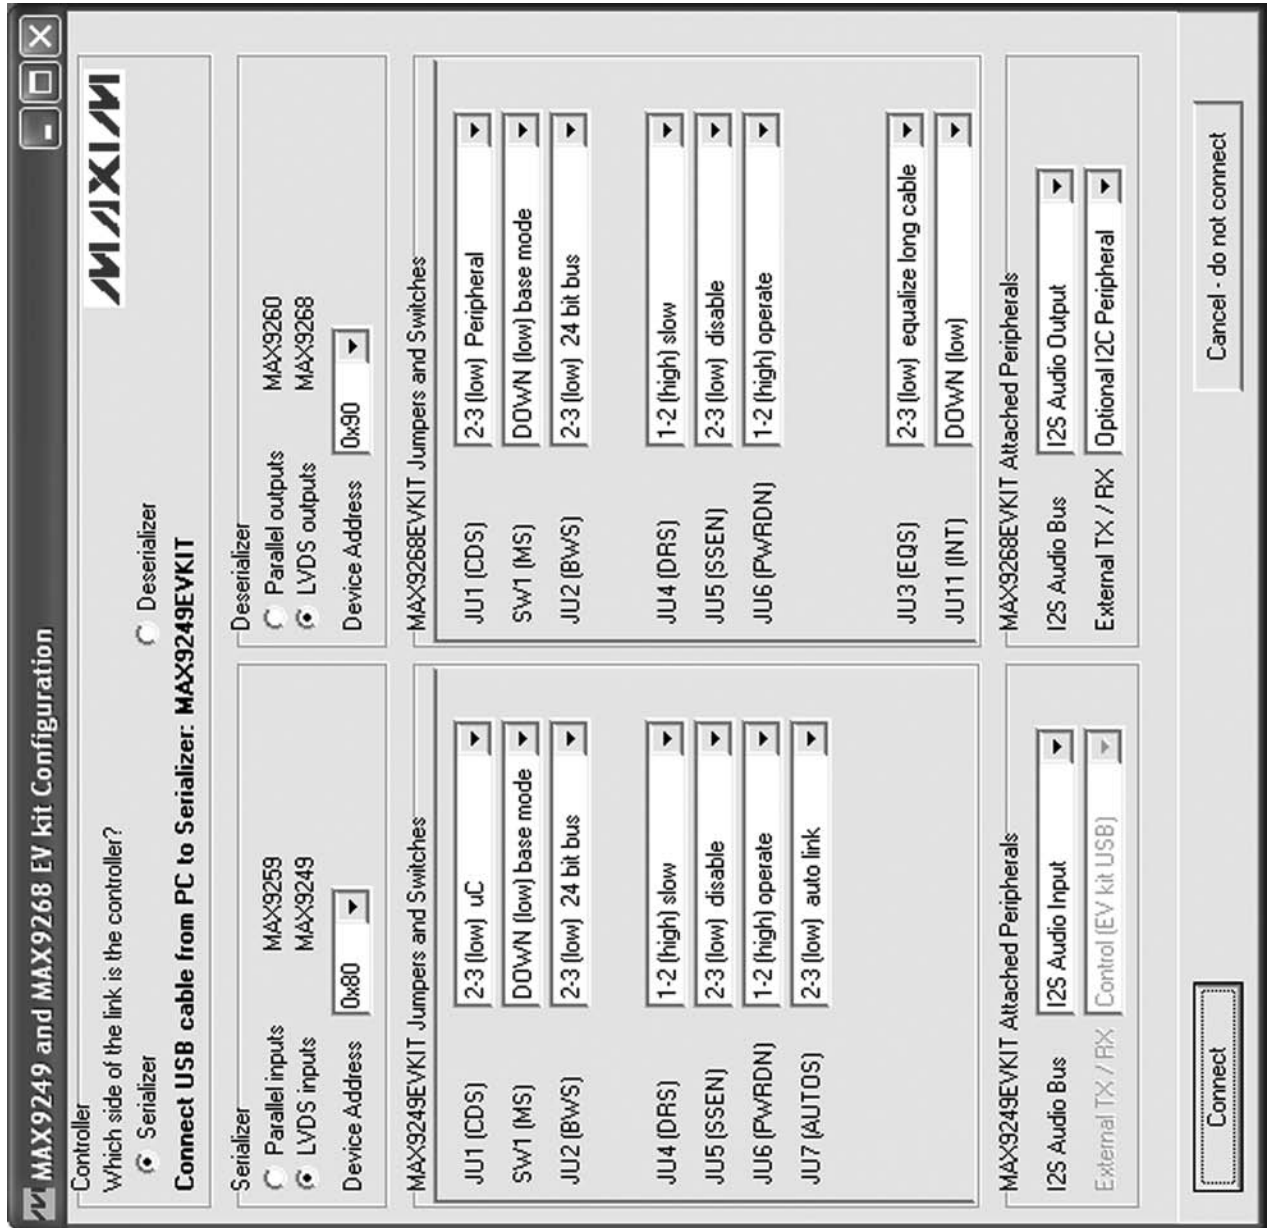 MAX9249 and MAX9268 EV kit Configuration
Controller
Which side of the link is the controller?
Serializer
Deserializer
Connect USB cable from PC to Serializer: MAX9249EVKIT
MAXIM
Serializer
Parallel inputs MAX9259
LVDS inputs MAX9249
Device Address 0x80
Deserializer
Parallel outputs MAX9260
LVDS outputs MAX9268
Device Address 0x90
MAX9249EVKIT Jumpers and Switches
JU1 (CDS) 2-3 (low) uC
SW1 (MS) DOWN (low) base mode
JU2 (BWS) 2-3 (low) 24 bit bus
JU4 (DRS) 1-2 (high) slow
JU5 (SSEN) 2-3 (low) disable
JU6 (PWRDN) 1-2 (high) operate
JU7 (AUTOS) 2-3 (low) auto link
MAX9268EVKIT Jumpers and Switches
JU1 (CDS) 2-3 (low) Peripheral
SW1 (MS) DOWN (low) base mode
JU2 (BWS) 2-3 (low) 24 bit bus
JU4 (DRS) 1-2 (high) slow
JU5 (SSEN) 2-3 (low) disable
JU6 (PWRDN) 1-2 (high) operate
JU3 (EQS) 2-3 (low) equalize long cable
JU11 (INT) DOWN (low)
MAX9249EVKIT Attached Peripherals
I2S Audio Bus I2S Audio Input
External TX / RX Control (EV kit USB)
MAX9268EVKIT Attached Peripherals
I2S Audio Bus I2S Audio Output
External TX / RX Optional I2C Peripheral
Connect
Cancel - do not connect